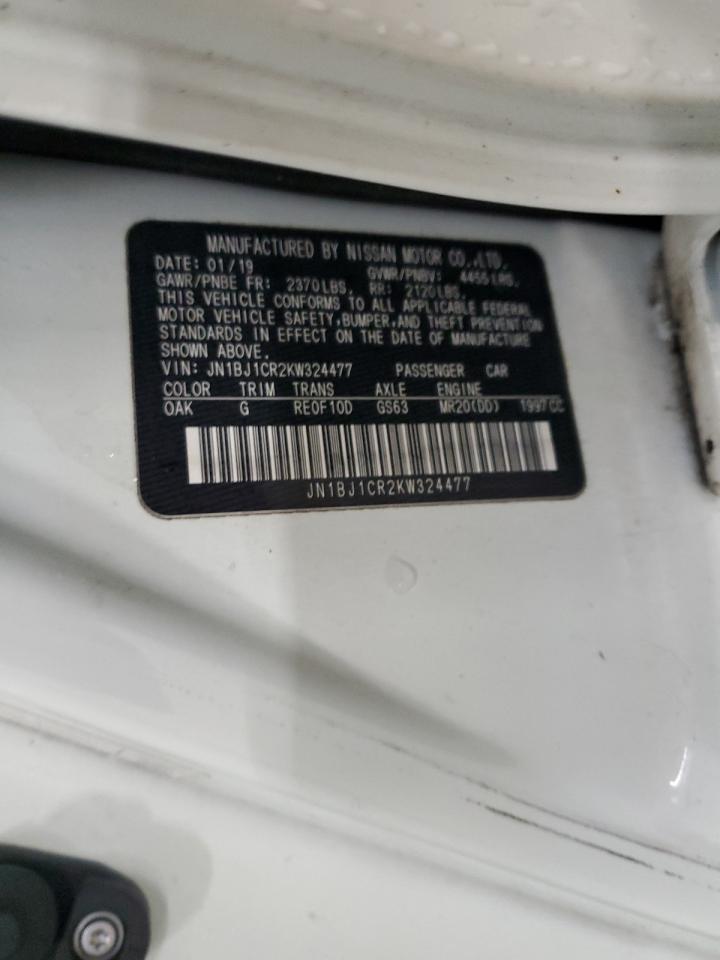 MANUFACTURED BY NISSAN MOTOR CO.,LTD.
DATE: 01/19 GVWR/PNBV: 4455LBS.
GAWR/PNBE FR: 2370LBS. RR: 2120LBS.
THIS VEHICLE CONFORMS TO ALL APPLICABLE FEDERAL
MOTOR VEHICLE SAFETY,BUMPER,AND THEFT PREVENTION
STANDARDS IN EFFECT ON THE DATE OF MANUFACTURE
SHOWN ABOVE.
VIN: JN1BJ1CR2KW324477 PASSENGER CAR
COLOR TRIM TRANS AXLE ENGINE
OAK G RE0F10D GS63 MR20(DD) 1997CC
JN1BJ1CR2KW324477